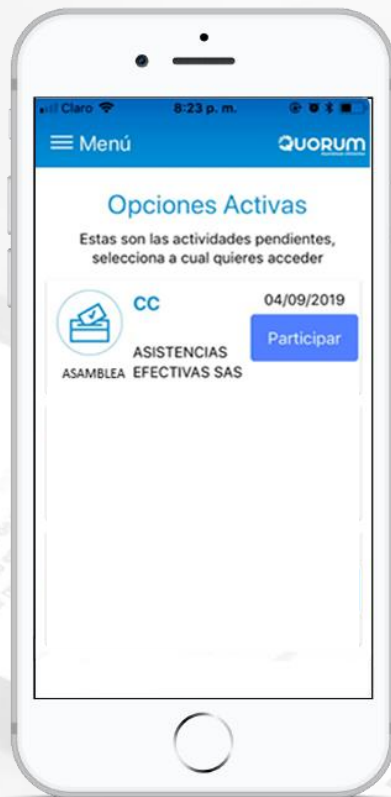 Claro 8:23 p. m.
Menú QUORUM
Opciones Activas
Estas son las actividades pendientes,
selecciona a cual quieres acceder
CC 04/09/2019
Participar
ASISTENCIAS
ASAMBLEA EFECTIVAS SAS